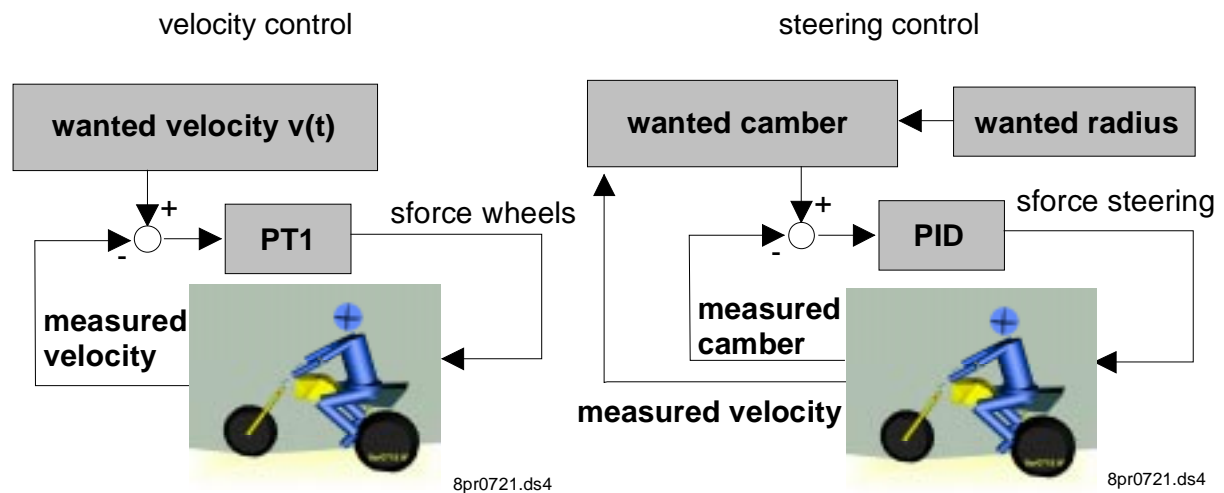 velocity control
wanted velocity v(t)
+
-
PT1
sforce wheels
measured
velocity
8pr0721.ds4
steering control
wanted camber
wanted radius
+
-
PID
sforce steering
measured
camber
measured velocity
8pr0721.ds4